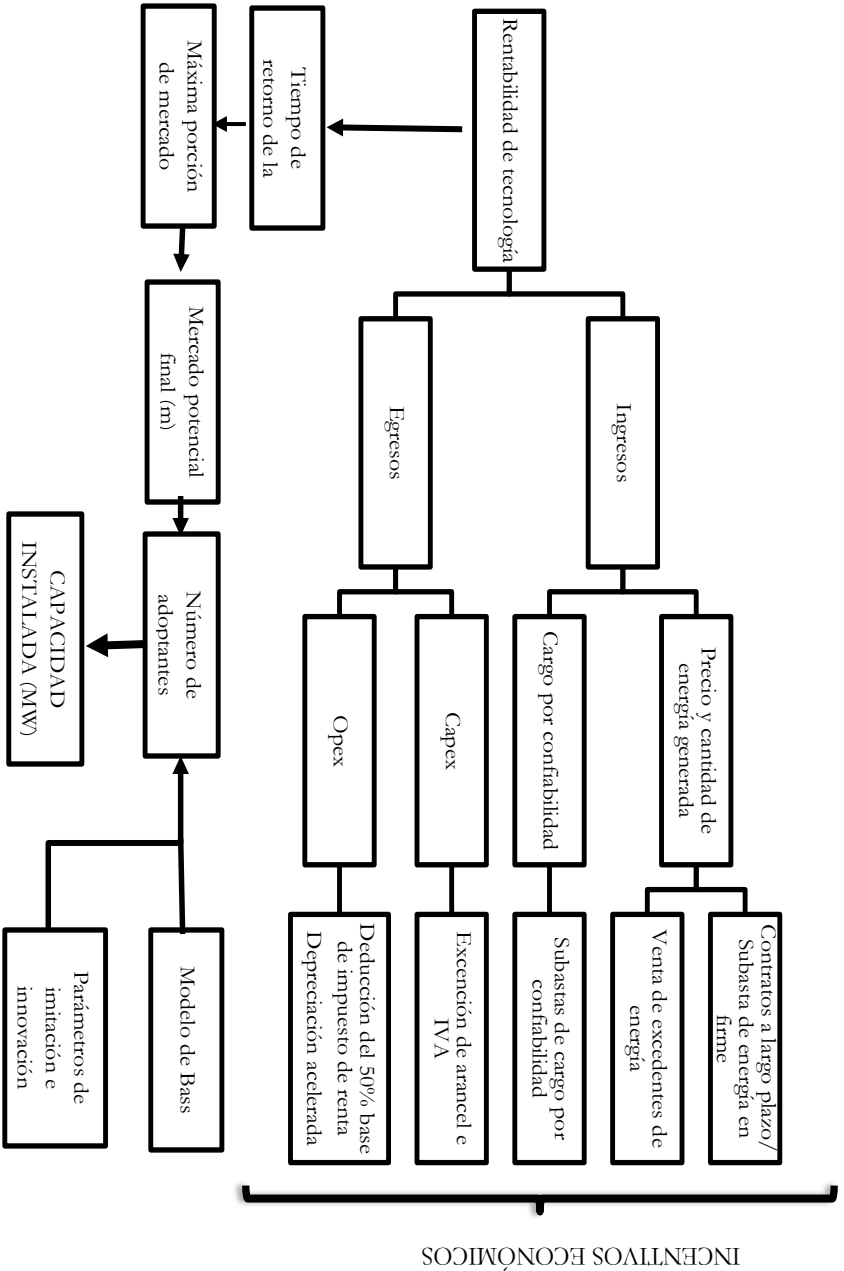 Rentabilidad de tecnología
Ingresos
Egresos
Precio y cantidad de
energía generada
Cargo por confiabilidad
Capex
Opex
Contratos a largo plazo/
Subasta de energía en
firme
Venta de excedentes de
energía
Subastas de cargo por
confiabilidad
Excención de arancel e
IVA
Deducción del 50% base
de impuesto de renta
Depreciación acelerada
INCENTIVOS ECONÓMICOS
Tiempo de
retorno de la
Máxima porción
de mercado
Mercado potencial
final (m)
Número de
adoptantes
Modelo de Bass
Parámetros de
imitación e
innovación
CAPACIDAD
INSTALADA (MW)